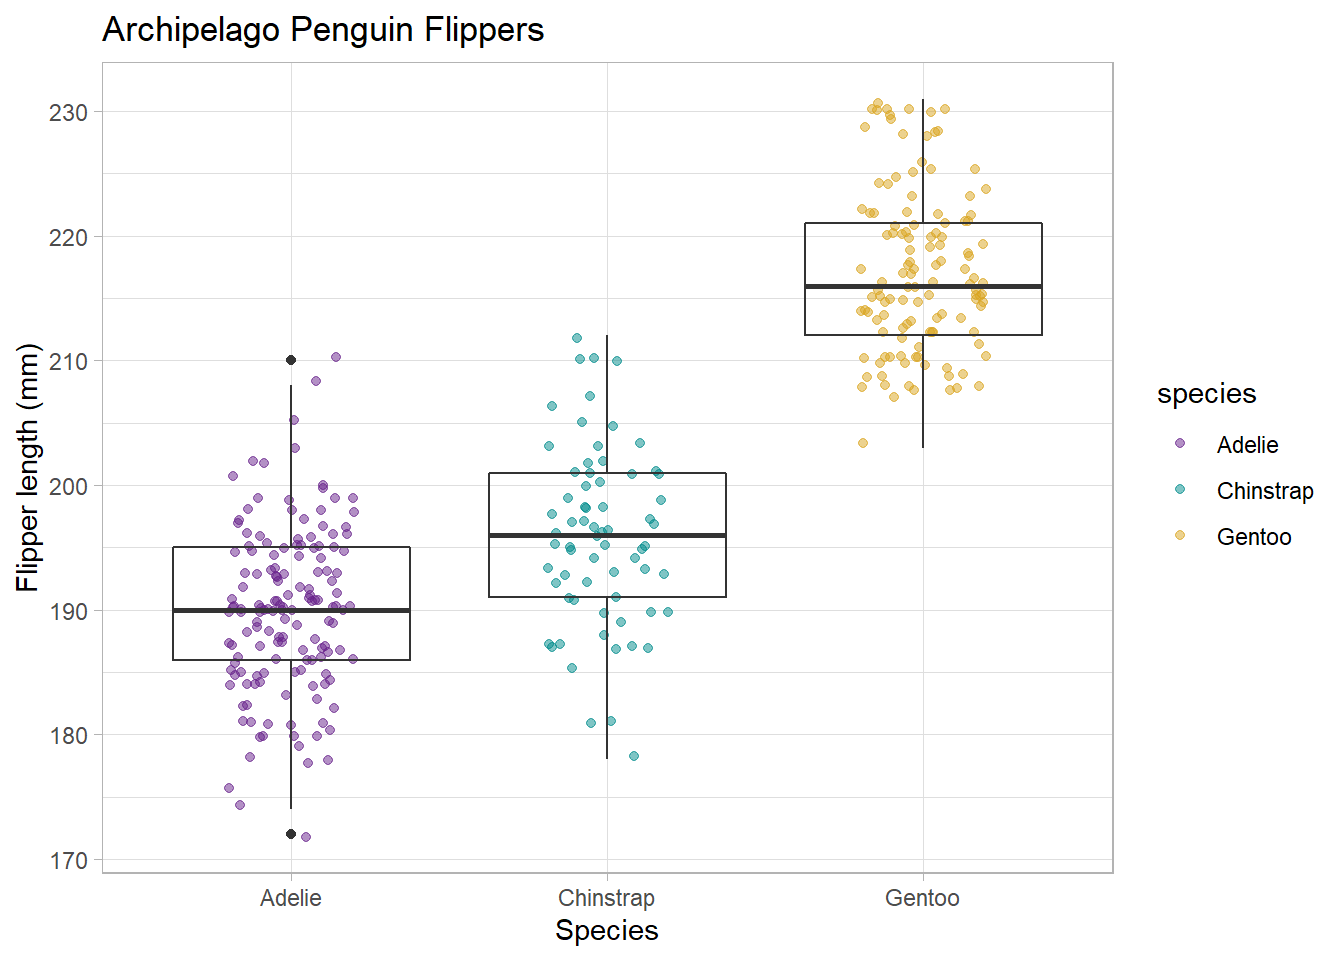 Archipelago Penguin Flippers
Flipper length (mm)
230
220
210
200
190
180
170
Adelie
Chinstrap
Gentoo
Species
species
Adelie
Chinstrap
Gentoo